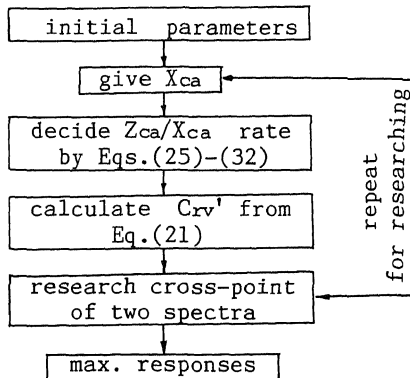 initial parameters
give Xca
decide Zca/Xca rate
by Eqs.(25)-(32)
calculate Crv' from
Eq.(21)
research cross-point
of two spectra
max. responses
repeat
for researching